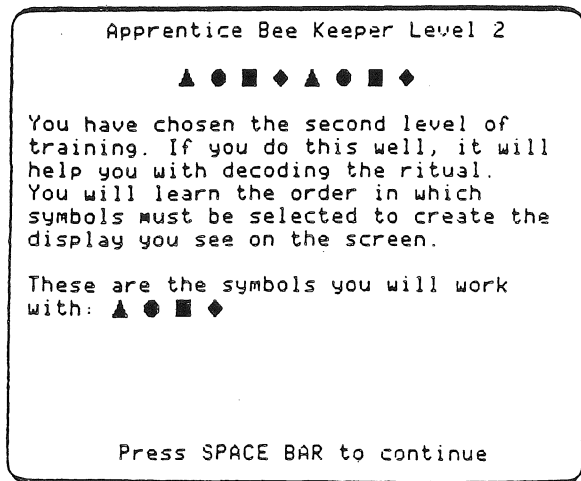 Apprentice Bee Keeper Level 2
▲ ● ■ ◆ ▲ ● ■ ◆
You have chosen the second level of
training. If you do this well, it will
help you with decoding the ritual.
You will learn the order in which
symbols must be selected to create the
display you see on the screen.
These are the symbols you will work
with: ▲ ● ■ ◆
Press SPACE BAR to continue